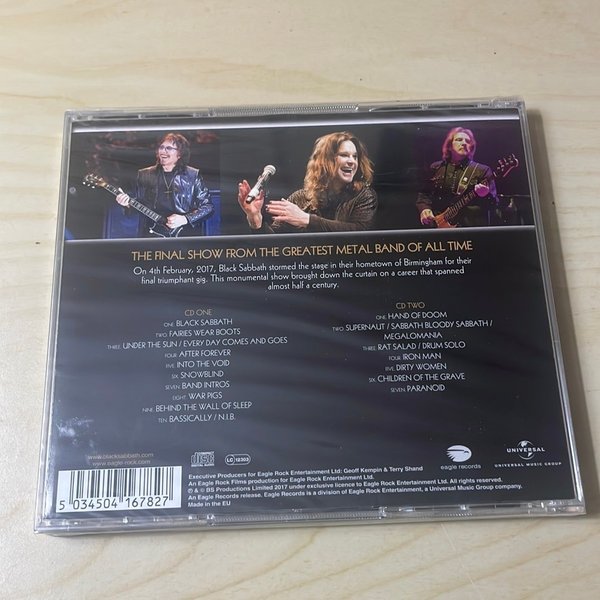 THE FINAL SHOW FROM THE GREATEST METAL BAND OF ALL TIME
On 4th February, 2017, Black Sabbath stormed the stage in their hometown of Birmingham for their
final triumphant gig. This monumental show brought down the curtain on a career that spanned
almost half a century.
CD ONE
ONE: BLACK SABBATH
TWO: FAIRIES WEAR BOOTS
THREE: UNDER THE SUN / EVERY DAY COMES AND GOES
FOUR: AFTER FOREVER
FIVE: INTO THE VOID
SIX: SNOWBLIND
SEVEN: BAND INTROS
EIGHT: WAR PIGS
NINE: BEHIND THE WALL OF SLEEP
TEN: BASSICALLY / N.I.B.
CD TWO
ONE: HAND OF DOOM
TWO: SUPERNAUT / SABBATH BLOODY SABBATH /
MEGALOMANIA
THREE: RAT SALAD / DRUM SOLO
FOUR: IRON MAN
FIVE: DIRTY WOMEN
SIX: CHILDREN OF THE GRAVE
SEVEN: PARANOID
www.blacksabbath.com
www.eagle-rock.com
COMPACT disc DIGITAL AUDIO
LC 12303
eagle records
UNIVERSAL
UNIVERSAL MUSIC GROUP
5 034504 167827
Executive Producers for Eagle Rock Entertainment Ltd: Geoff Kempin & Terry Shand
An Eagle Rock Films production for Eagle Rock Entertainment Ltd.
℗ & © BS Productions Limited 2017 under exclusive licence to Eagle Rock Entertainment Ltd. All rights reserved.
An Eagle Records release. Eagle Records is a division of Eagle Rock Entertainment, a Universal Music Group company.
Made in the EU